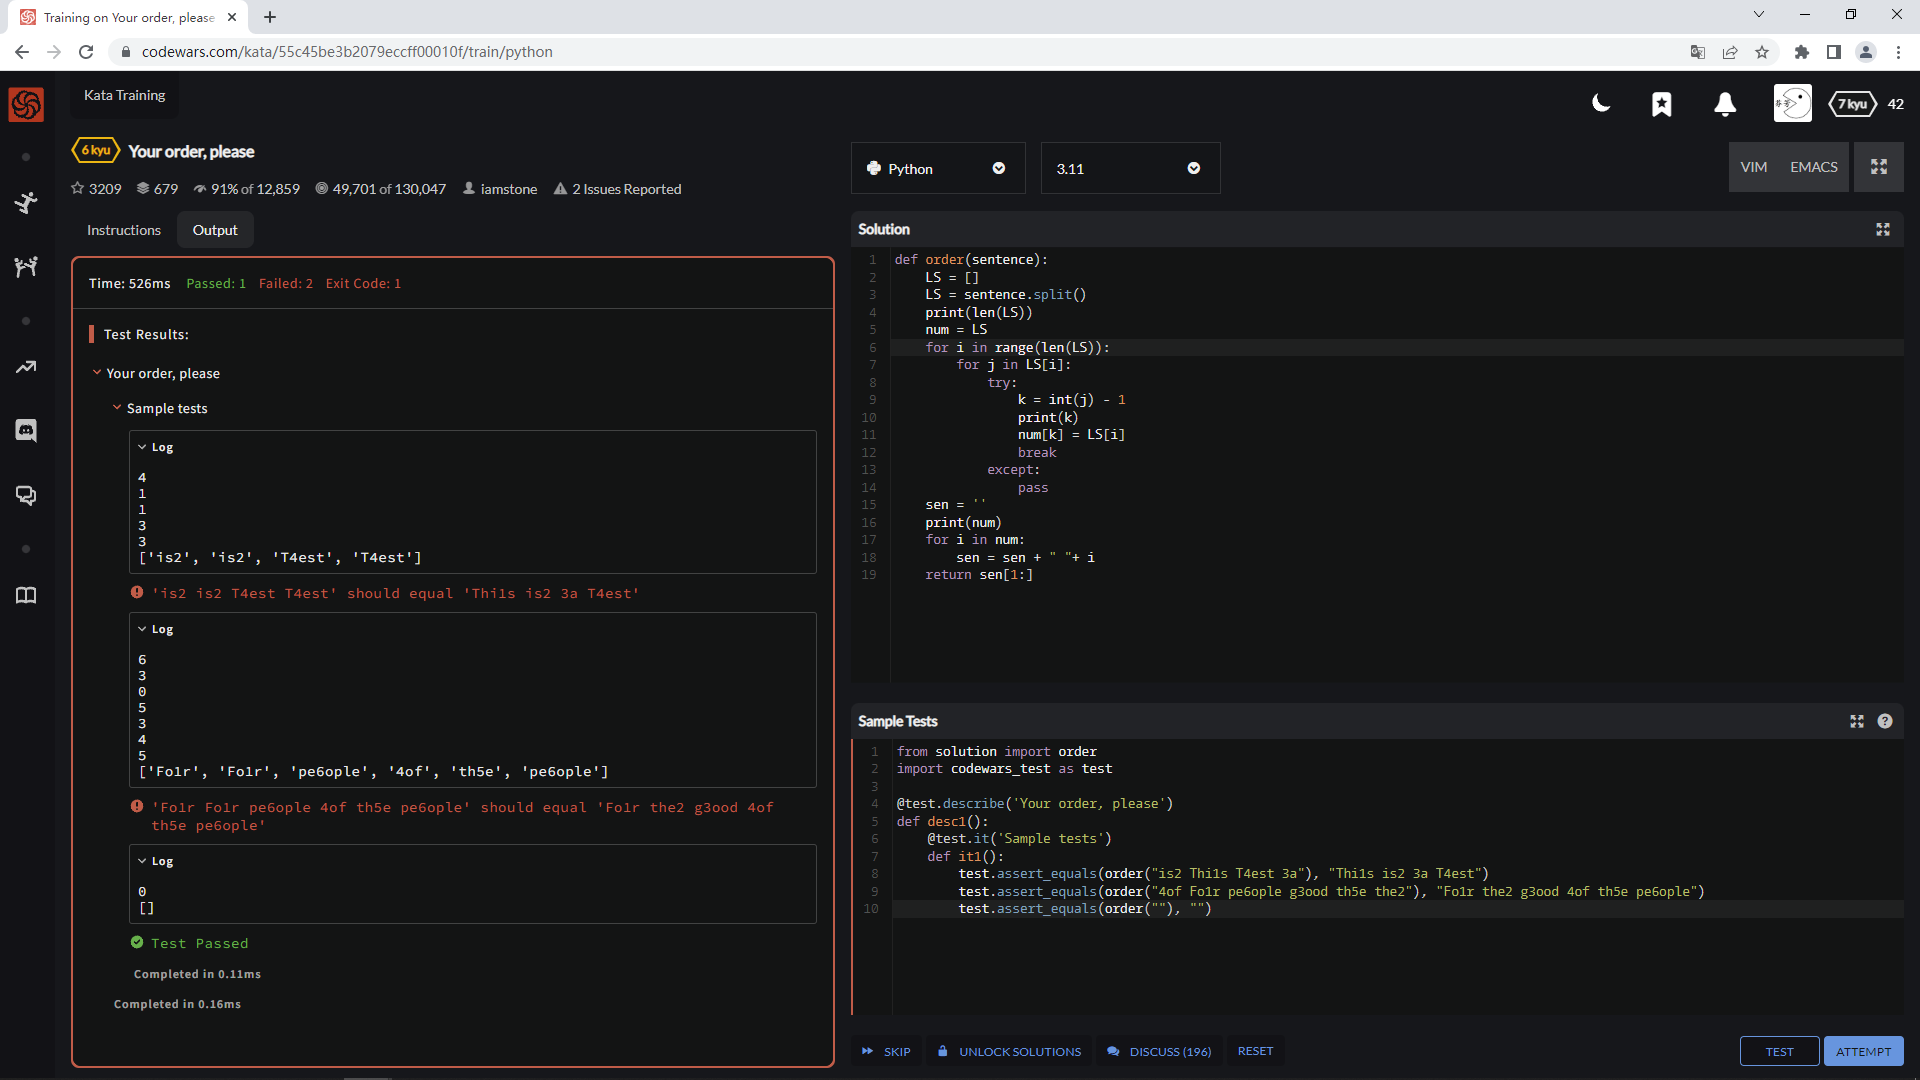 Training on Your order, please
codewars.com/kata/55c45be3b2079eccff00010f/train/python
Kata Training
7 kyu 42
6 kyu Your order, please
3209 679 91% of 12,859 49,701 of 130,047 iamstone 2 Issues Reported
Python
3.11
VIM EMACS
Instructions Output
Time: 526ms Passed: 1 Failed: 2 Exit Code: 1
Test Results:
Your order, please
Sample tests
Log
4
1
1
3
3
['is2', 'is2', 'T4est', 'T4est']
'is2 is2 T4est T4est' should equal 'Thi1s is2 3a T4est'
Log
6
3
0
5
3
4
5
['Fo1r', 'Fo1r', 'pe6ople', '4of', 'th5e', 'pe6ople']
'Fo1r Fo1r pe6ople 4of th5e pe6ople' should equal 'Fo1r the2 g3ood 4of
th5e pe6ople'
Log
0
[]
Test Passed
Completed in 0.11ms
Completed in 0.16ms
Solution
1 def order(sentence):
2 LS = []
3 LS = sentence.split()
4 print(len(LS))
5 num = LS
6 for i in range(len(LS)):
7 for j in LS[i]:
8 try:
9 k = int(j) - 1
10 print(k)
11 num[k] = LS[i]
12 break
13 except:
14 pass
15 sen = ''
16 print(num)
17 for i in num:
18 sen = sen + " "+ i
19 return sen[1:]
Sample Tests
1 from solution import order
2 import codewars_test as test
3
4 @test.describe('Your order, please')
5 def desc1():
6 @test.it('Sample tests')
7 def it1():
8 test.assert_equals(order("is2 Thi1s T4est 3a"), "Thi1s is2 3a T4est")
9 test.assert_equals(order("4of Fo1r pe6ople g3ood th5e the2"), "Fo1r the2 g3ood 4of th5e pe6ople")
10 test.assert_equals(order(""), "")
SKIP UNLOCK SOLUTIONS DISCUSS (196) RESET
TEST ATTEMPT